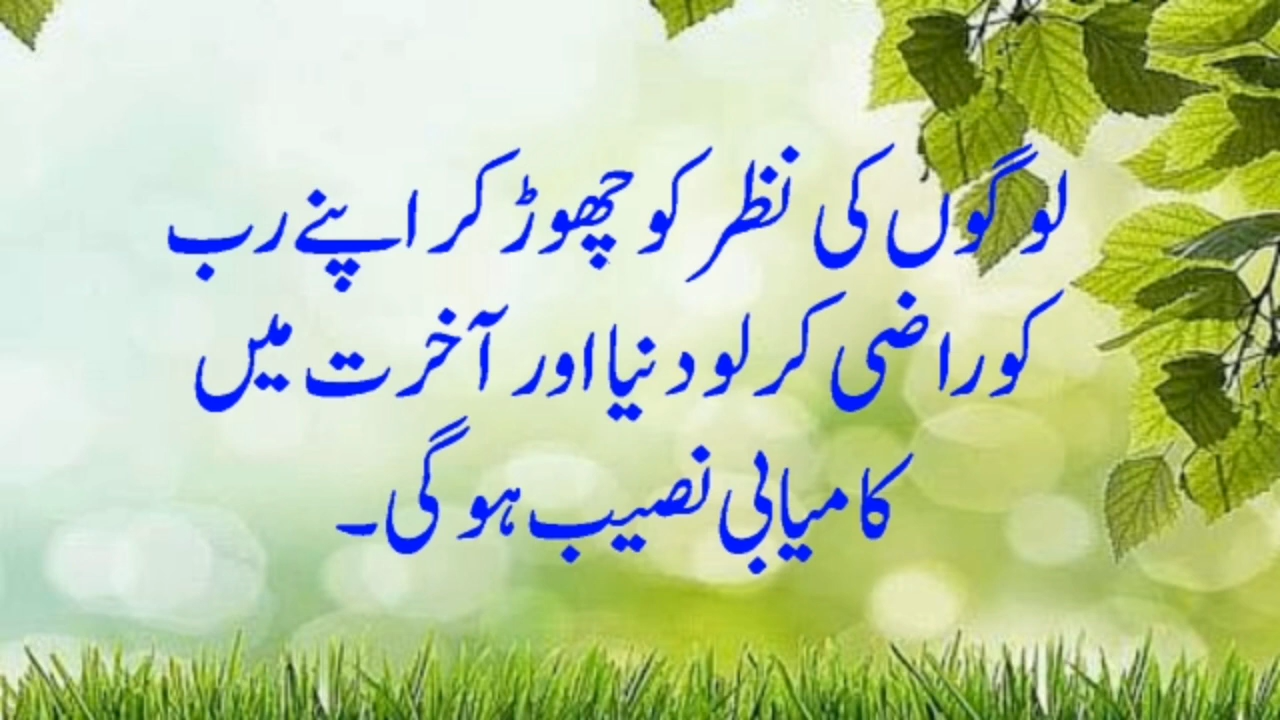 لوگوں کی نظر کو چھوڑ کر اپنے رب
کو راضی کر لو دنیا اور آخرت میں
کامیابی نصیب ہو گی۔